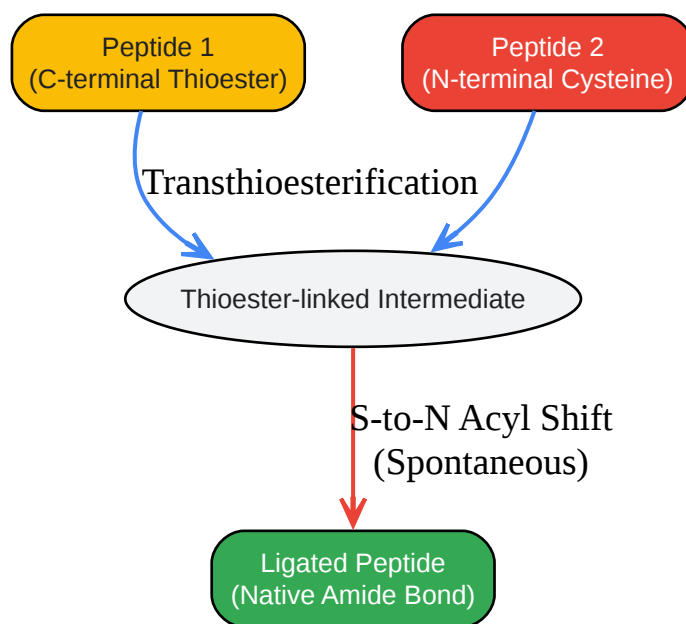 Peptide 1
(C-terminal Thioester)
Peptide 2
(N-terminal Cysteine)
Transthioesterification
Thioester-linked Intermediate
S-to-N Acyl Shift
(Spontaneous)
Ligated Peptide
(Native Amide Bond)